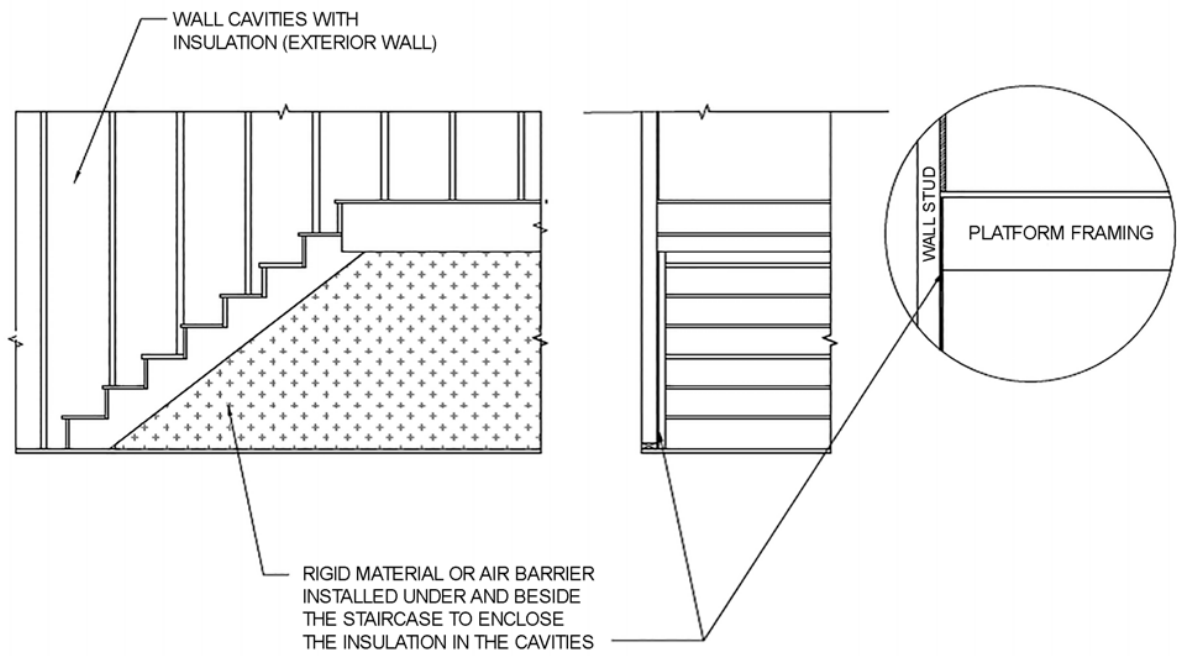 WALL CAVITIES WITH
INSULATION (EXTERIOR WALL)
WALL STUD
PLATFORM FRAMING
RIGID MATERIAL OR AIR BARRIER
INSTALLED UNDER AND BESIDE
THE STAIRCASE TO ENCLOSE
THE INSULATION IN THE CAVITIES